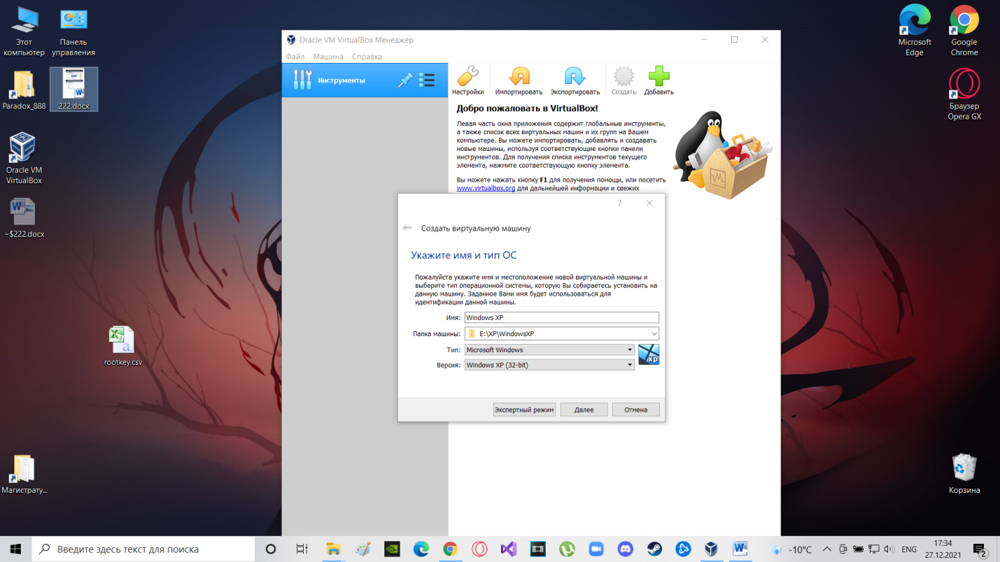 Этот
компьютер
Панель
управления
Paradox_888
222.docx
Oracle VM
VirtualBox
~$222.docx
rootkey.csv
Магистрату...
Oracle VM VirtualBox Менеджер
Файл Машина Справка
Инструменты
Настройки Импортировать Экспортировать Создать Добавить
Добро пожаловать в VirtualBox!
Левая часть окна приложения содержит глобальные инструменты,
а также список всех виртуальных машин и их групп на Вашем
компьютере. Вы можете импортировать, добавлять и создавать
новые машины, используя соответствующие кнопки панели
инструментов. Для получения списка инструментов текущего
элемента, нажмите соответствующую кнопку элемента.
Вы можете нажать кнопку F1 для получения помощи, или посетить
www.virtualbox.org для дальнейшей информации и свежих
?
Создать виртуальную машину
Укажите имя и тип ОС
Пожалуйста укажите имя и местоположение новой виртуальной машины и
выберите тип операционной системы, которую Вы собираетесь установить на
данную машину. Заданное Вами имя будет использоваться для
идентификации данной машины.
Имя: Windows XP
Папка машины: E:\XP\WindowsXP
Тип: Microsoft Windows
Версия: Windows XP (32-bit)
xp
Экспертный режим Далее Отмена
Microsoft
Edge
Google
Chrome
Браузер
Opera GX
Корзина
Введите здесь текст для поиска
-10°C
ENG
17:34
27.12.2021
2